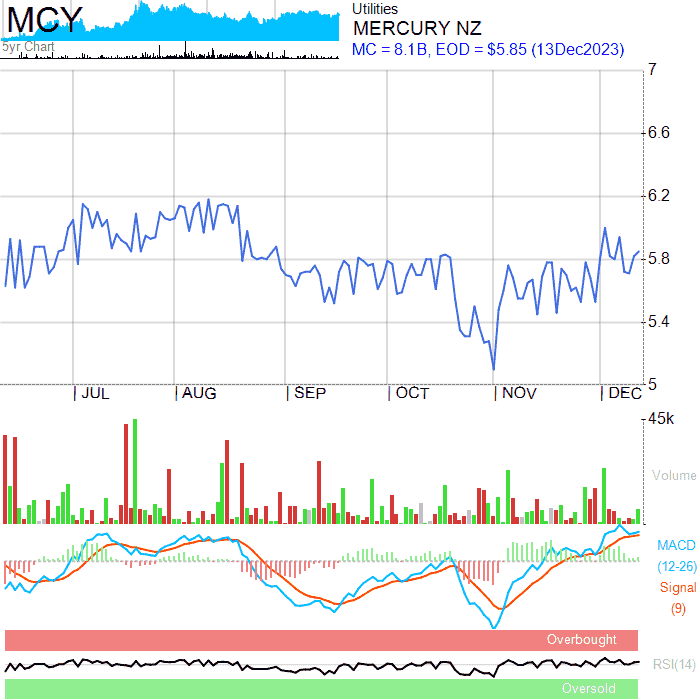 MCY
5yr Chart
Utilities
MERCURY NZ
MC = 8.1B, EOD = $5.85 (13Dec2023)
7
6.6
6.2
5.8
5.4
5
JUL
AUG
SEP
OCT
NOV
DEC
45k
Volume
MACD
(12-26)
Signal
(9)
Overbought
RSI(14)
Oversold